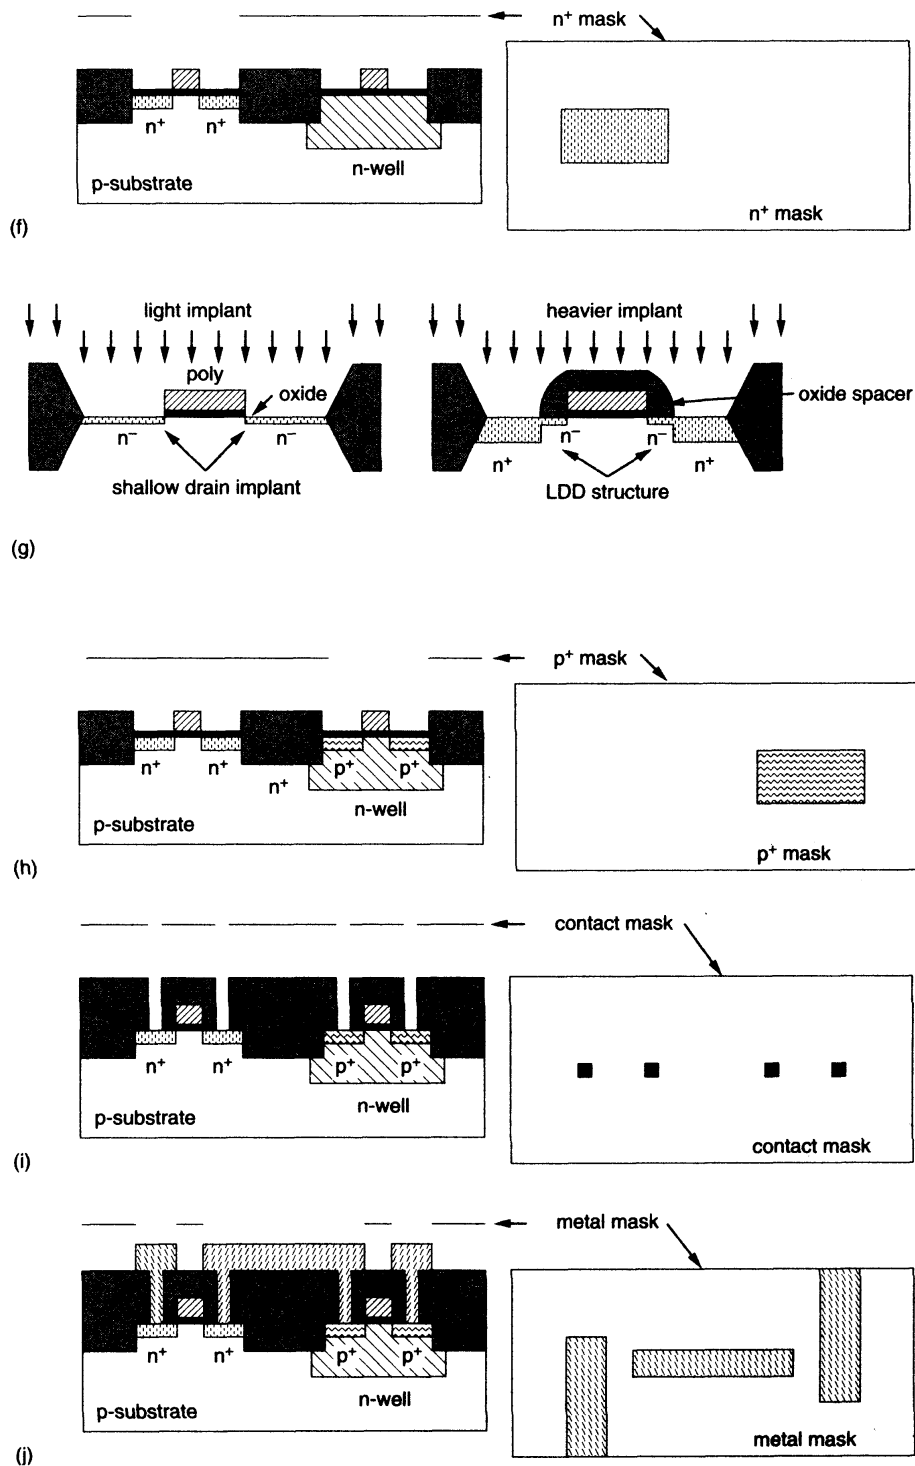 n⁺ mask
n⁺ n⁺
n-well
p-substrate
n⁺ mask
(f)
light implant
heavier implant
poly
oxide
oxide spacer
n⁻ n⁻
n⁻ n⁻
n⁺ n⁺
shallow drain implant
LDD structure
(g)
p⁺ mask
n⁺ n⁺ n⁺ p⁺ p⁺
n-well
p-substrate
p⁺ mask
(h)
contact mask
n⁺ n⁺ p⁺ p⁺
n-well
p-substrate
contact mask
(i)
metal mask
n⁺ n⁺ p⁺ p⁺
n-well
p-substrate
metal mask
(j)